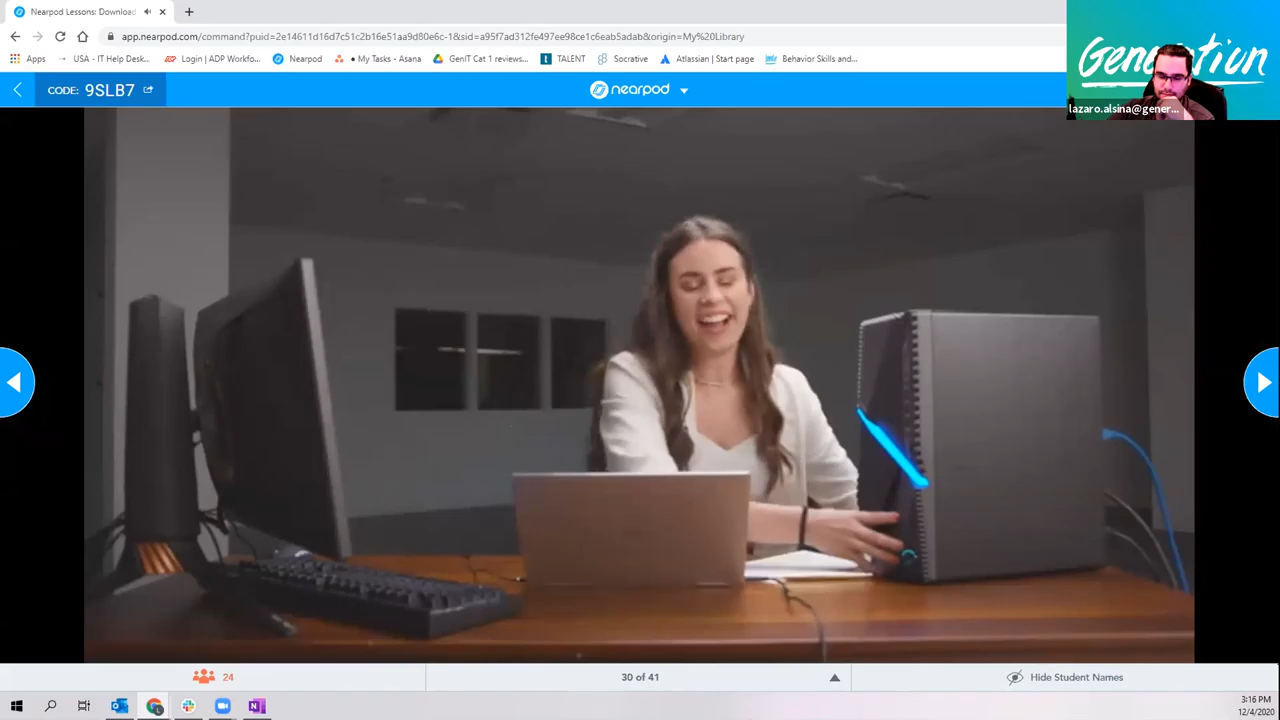 Nearpod Lessons: Download
app.nearpod.com/command?puid=2e14611d16d7c51c2b16e51aa9d80e6c-1&sid=a95f7ad312fe497ee98ce1c6eab5adab&origin=My%20Library
Apps
USA - IT Help Desk...
Login | ADP Workfo...
Nearpod
• My Tasks - Asana
GenIT Cat 1 reviews...
TALENT
Socrative
Atlassian | Start page
Behavior Skills and...
Generation
lazaro.alsina@gener...
CODE: 9SLB7
nearpod
24
30 of 41
Hide Student Names
3:16 PM
12/4/2020